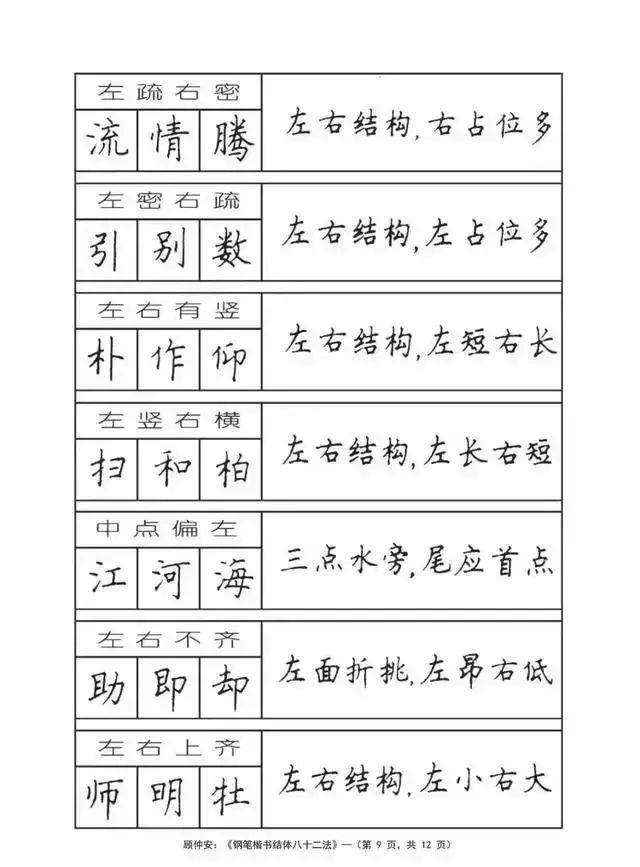 左疏右密
流情腾
左右结构,右占位多
左密右疏
引别数
左右结构,左占位多
左右有竖
朴作仰
左右结构,左短右长
左竖右横
扫和柏
左右结构,左长右短
中点偏左
江河海
三点水旁,尾应首点
左右不齐
助即却
左面折挑,左昂右低
左右上齐
师明牡
左右结构,左小右大
顾仲安:《钢笔楷书结体八十二法》—(第 9 页, 共 12 页)